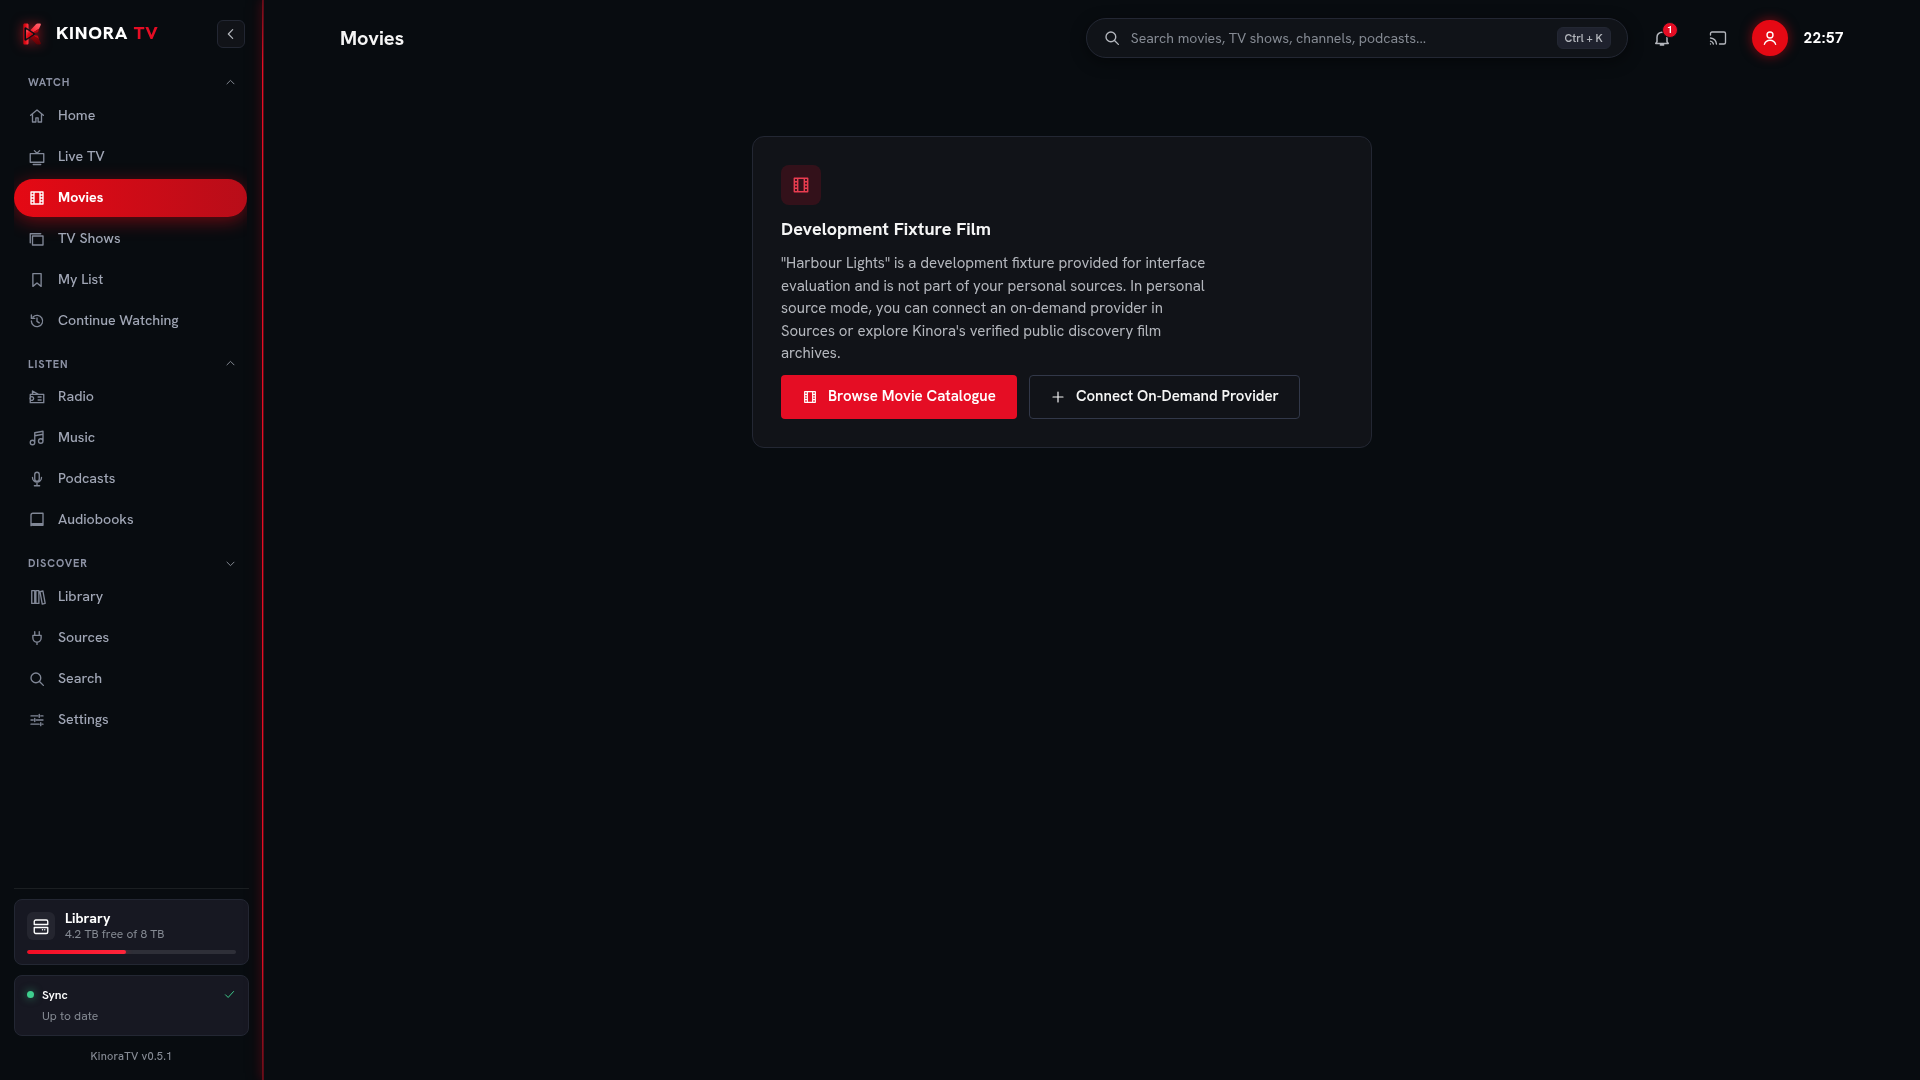 KINORA TV
WATCH
Home
Live TV
Movies
TV Shows
My List
Continue Watching
LISTEN
Radio
Music
Podcasts
Audiobooks
DISCOVER
Library
Sources
Search
Settings
Library
4.2 TB free of 8 TB
Sync
Up to date
KinoraTV v0.5.1
Movies
Search movies, TV shows, channels, podcasts...
Ctrl + K
1
22:57
Development Fixture Film
"Harbour Lights" is a development fixture provided for interface
evaluation and is not part of your personal sources. In personal
source mode, you can connect an on-demand provider in
Sources or explore Kinora's verified public discovery film
archives.
Browse Movie Catalogue
Connect On-Demand Provider